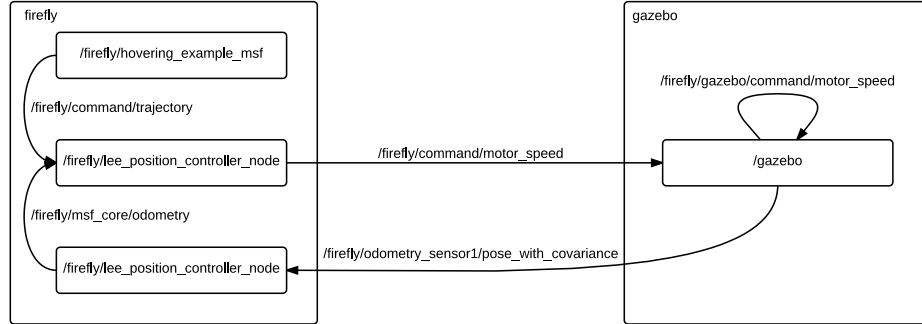 firefly
gazebo
/firefly/hovering_example_msf
/firefly/gazebo/command/motor_speed
/firefly/command/trajectory
/firefly/command/motor_speed
/firefly/lee_position_controller_node
/gazebo
/firefly/msf_core/odometry
/firefly/odometry_sensor1/pose_with_covariance
/firefly/lee_position_controller_node